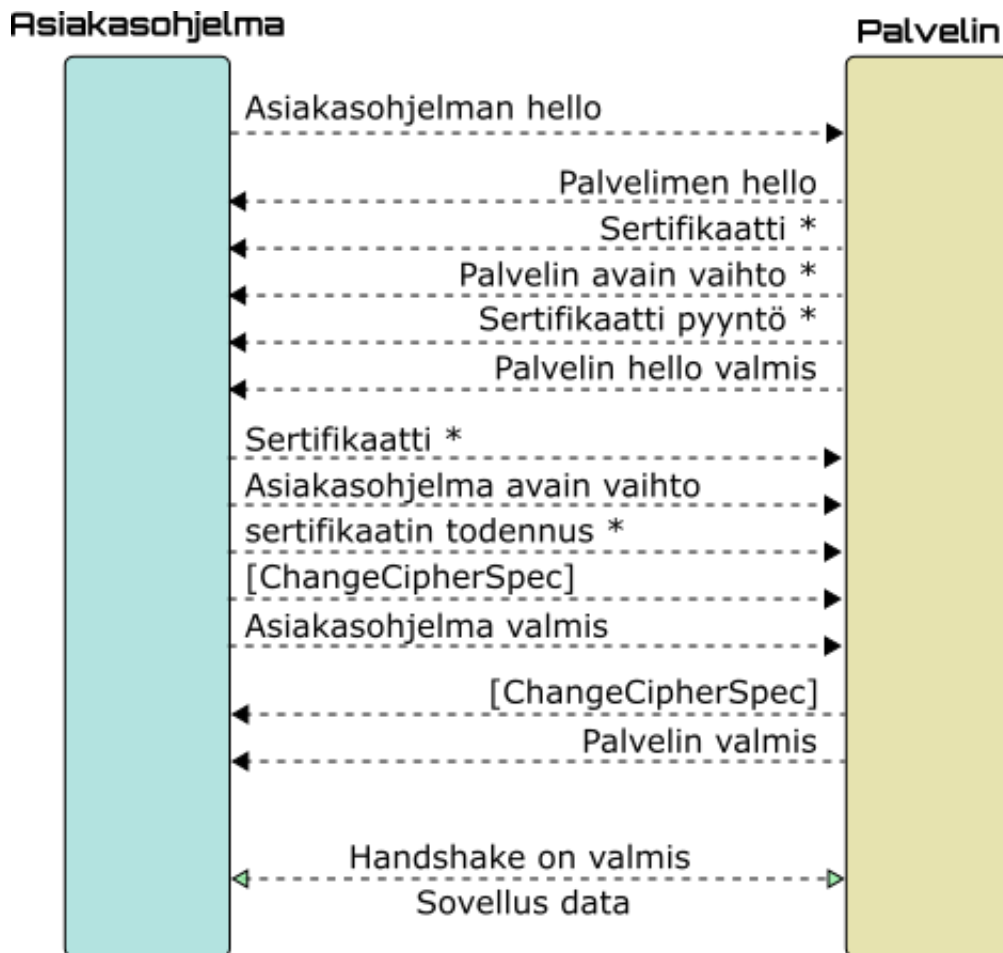 Asiakasohjelma
Palvelin
Asiakasohjelman hello
Palvelimen hello
Sertifikaatti *
Palvelin avain vaihto *
Sertifikaatti pyyntö *
Palvelin hello valmis
Sertifikaatti *
Asiakasohjelma avain vaihto
sertifikaatin todennus *
[ChangeCipherSpec]
Asiakasohjelma valmis
[ChangeCipherSpec]
Palvelin valmis
Handshake on valmis
Sovellus data